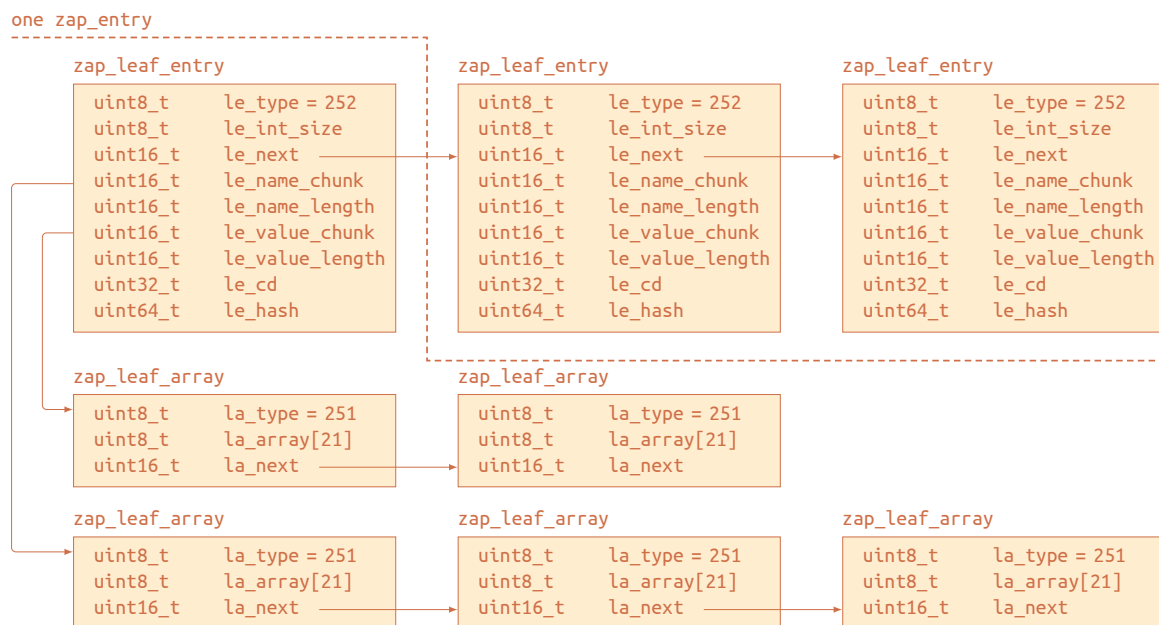 one zap_entry
zap_leaf_entry
uint8_t le_type = 252
uint8_t le_int_size
uint16_t le_next
uint16_t le_name_chunk
uint16_t le_name_length
uint16_t le_value_chunk
uint16_t le_value_length
uint32_t le_cd
uint64_t le_hash
zap_leaf_entry
uint8_t le_type = 252
uint8_t le_int_size
uint16_t le_next
uint16_t le_name_chunk
uint16_t le_name_length
uint16_t le_value_chunk
uint16_t le_value_length
uint32_t le_cd
uint64_t le_hash
zap_leaf_entry
uint8_t le_type = 252
uint8_t le_int_size
uint16_t le_next
uint16_t le_name_chunk
uint16_t le_name_length
uint16_t le_value_chunk
uint16_t le_value_length
uint32_t le_cd
uint64_t le_hash
zap_leaf_array
uint8_t la_type = 251
uint8_t la_array[21]
uint16_t la_next
zap_leaf_array
uint8_t la_type = 251
uint8_t la_array[21]
uint16_t la_next
zap_leaf_array
uint8_t la_type = 251
uint8_t la_array[21]
uint16_t la_next
zap_leaf_array
uint8_t la_type = 251
uint8_t la_array[21]
uint16_t la_next
zap_leaf_array
uint8_t la_type = 251
uint8_t la_array[21]
uint16_t la_next